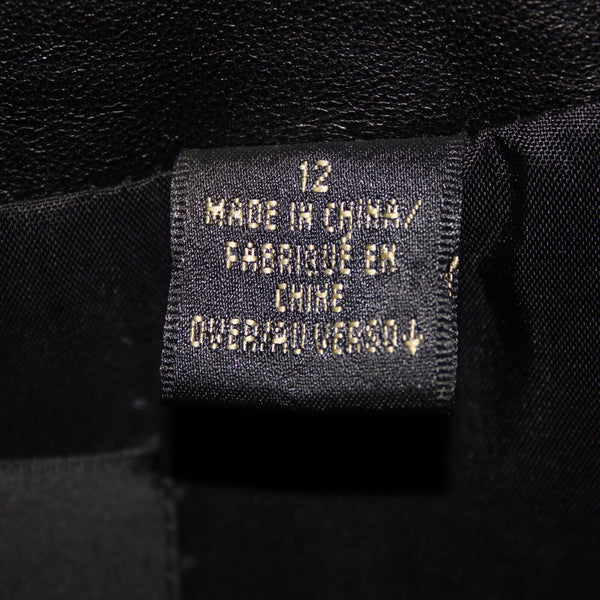 12
MADE IN CHINA/
FABRIQUÉ EN
CHINE
OVER/AU VERSO↓